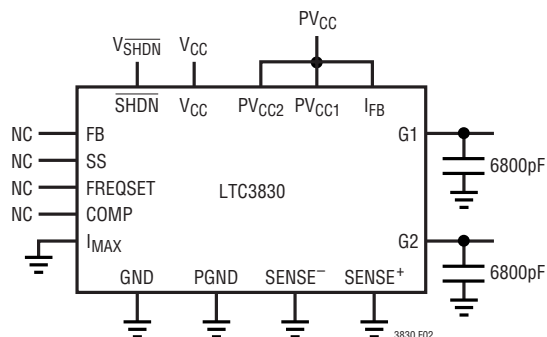 PVCC
VSHDN VCC
SHDN VCC PVCC2 PVCC1 IFB
NC FB G1
NC SS 6800pF
NC FREQSET LTC3830
NC COMP
IMAX G2
GND PGND SENSE– SENSE+ 6800pF
3830 F02